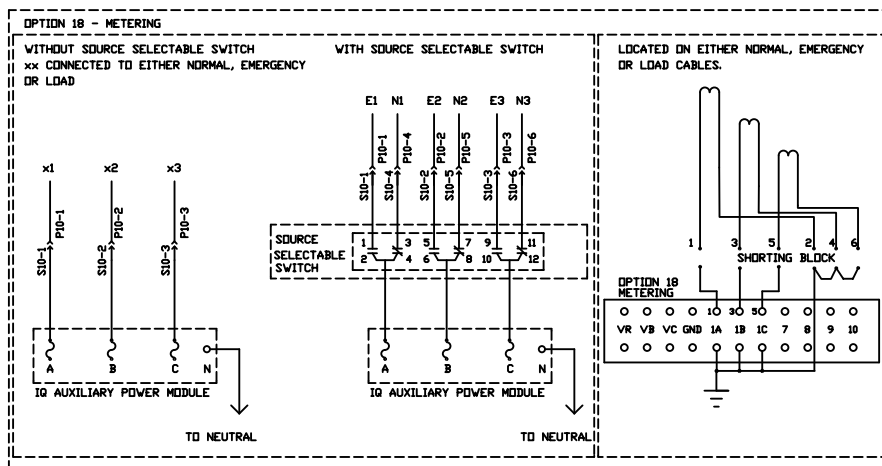 OPTION 18 - METERING
WITHOUT SOURCE SELECTABLE SWITCH
xx CONNECTED TO EITHER NORMAL, EMERGENCY
OR LOAD
x1 x2 x3
P10-1 P10-2 P10-3
S10-1 S10-2 S10-3
A B C N
IQ AUXILIARY POWER MODULE
TO NEUTRAL
WITH SOURCE SELECTABLE SWITCH
E1 N1 E2 N2 E3 N3
P10-1 P10-4 P10-2 P10-5 P10-3 P10-6
S10-1 S10-4 S10-2 S10-5 S10-3 S10-6
SOURCE
SELECTABLE
SWITCH
1 3 5 7 9 11
2 4 6 8 10 12
A B C N
IQ AUXILIARY POWER MODULE
TO NEUTRAL
LOCATED ON EITHER NORMAL, EMERGENCY
OR LOAD CABLES.
1 3 5 2 4 6
SHORTING BLOCK
OPTION 18
METERING
1 3 5
VR VB VC GND 1A 1B 1C 7 8 9 10